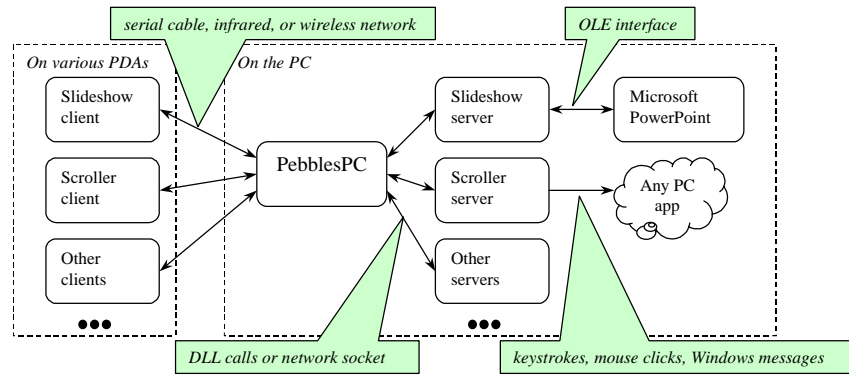 serial cable, infrared, or wireless network
OLE interface
On various PDAs
On the PC
Slideshow
client
Slideshow
server
Microsoft
PowerPoint
PebblesPC
Scroller
client
Scroller
server
Any PC
app
Other
clients
Other
servers
DLL calls or network socket
keystrokes, mouse clicks, Windows messages